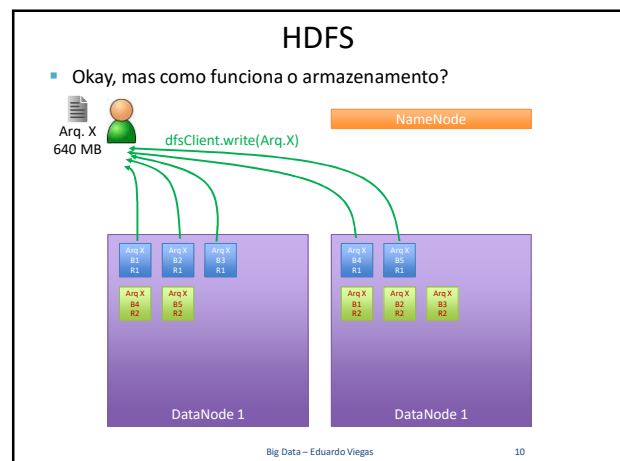 HDFS
Okay, mas como funciona o armazenamento?
Arq. X
640 MB
NameNode
dfsClient.write(Arq.X)
Arq X
B1
R1
Arq X
B2
R1
Arq X
B3
R1
Arq X
B4
R2
Arq X
B5
R2
DataNode 1
Arq X
B4
R1
Arq X
B5
R1
Arq X
B1
R2
Arq X
B2
R2
Arq X
B3
R2
DataNode 1
Big Data – Eduardo Viegas
10